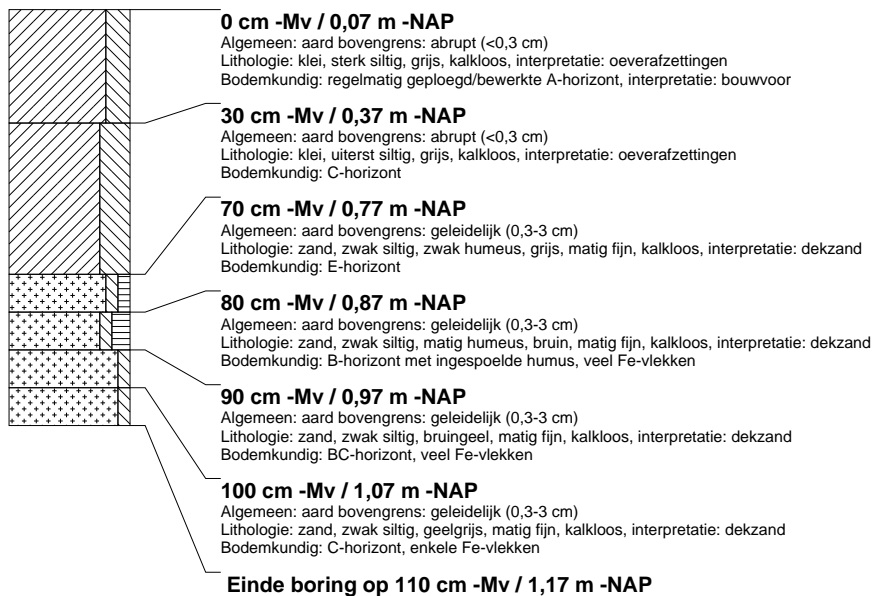 0 cm -Mv / 0,07 m -NAP
Algemeen: aard bovengrens: abrupt (<0,3 cm)
Lithologie: klei, sterk siltig, grijs, kalkloos, interpretatie: oeverafzettingen
Bodemkundig: regelmatig geploegd/bewerkte A-horizont, interpretatie: bouwvoor
30 cm -Mv / 0,37 m -NAP
Algemeen: aard bovengrens: abrupt (<0,3 cm)
Lithologie: klei, uiterst siltig, grijs, kalkloos, interpretatie: oeverafzettingen
Bodemkundig: C-horizont
70 cm -Mv / 0,77 m -NAP
Algemeen: aard bovengrens: geleidelijk (0,3-3 cm)
Lithologie: zand, zwak siltig, zwak humeus, grijs, matig fijn, kalkloos, interpretatie: dekzand
Bodemkundig: E-horizont
80 cm -Mv / 0,87 m -NAP
Algemeen: aard bovengrens: geleidelijk (0,3-3 cm)
Lithologie: zand, zwak siltig, matig humeus, bruin, matig fijn, kalkloos, interpretatie: dekzand
Bodemkundig: B-horizont met ingespoelde humus, veel Fe-vlekken
90 cm -Mv / 0,97 m -NAP
Algemeen: aard bovengrens: geleidelijk (0,3-3 cm)
Lithologie: zand, zwak siltig, bruingeel, matig fijn, kalkloos, interpretatie: dekzand
Bodemkundig: BC-horizont, veel Fe-vlekken
100 cm -Mv / 1,07 m -NAP
Algemeen: aard bovengrens: geleidelijk (0,3-3 cm)
Lithologie: zand, zwak siltig, geelgrijs, matig fijn, kalkloos, interpretatie: dekzand
Bodemkundig: C-horizont, enkele Fe-vlekken
Einde boring op 110 cm -Mv / 1,17 m -NAP